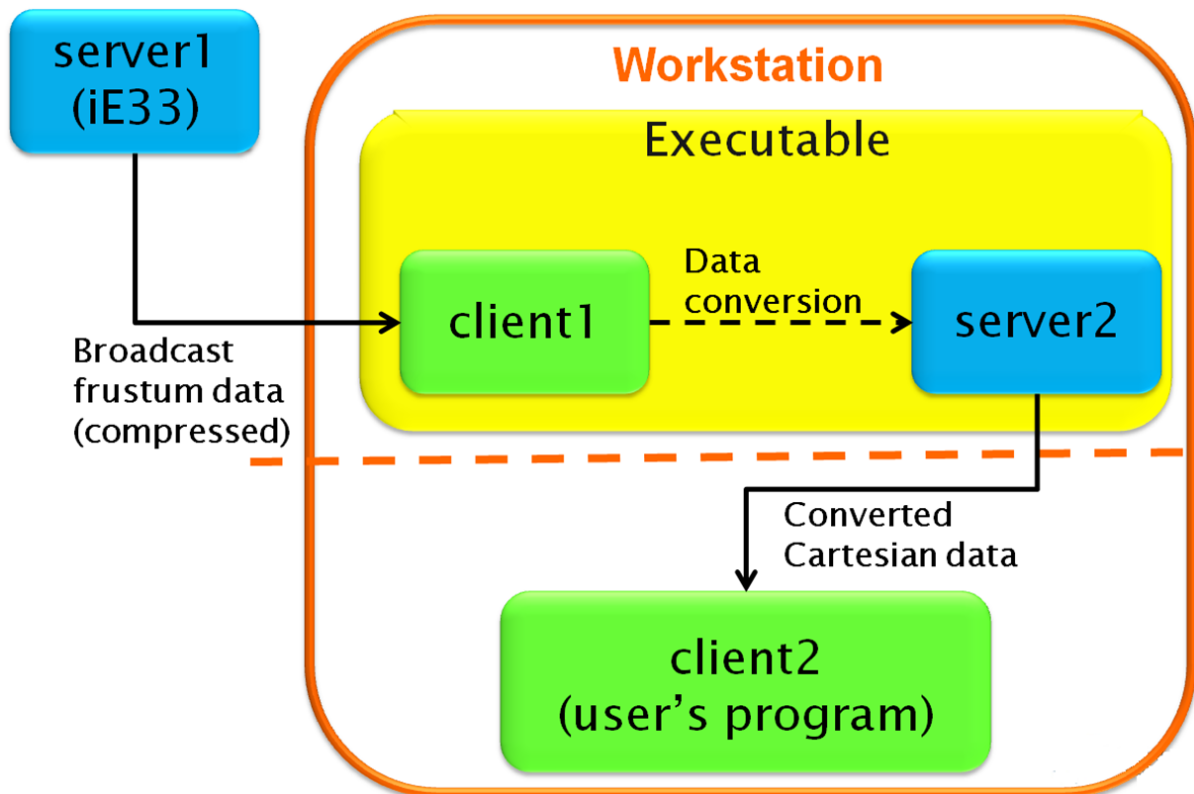 server1
(iE33)
Workstation
Executable
client1
Data
conversion
server2
Broadcast
frustum data
(compressed)
Converted
Cartesian data
client2
(user's program)